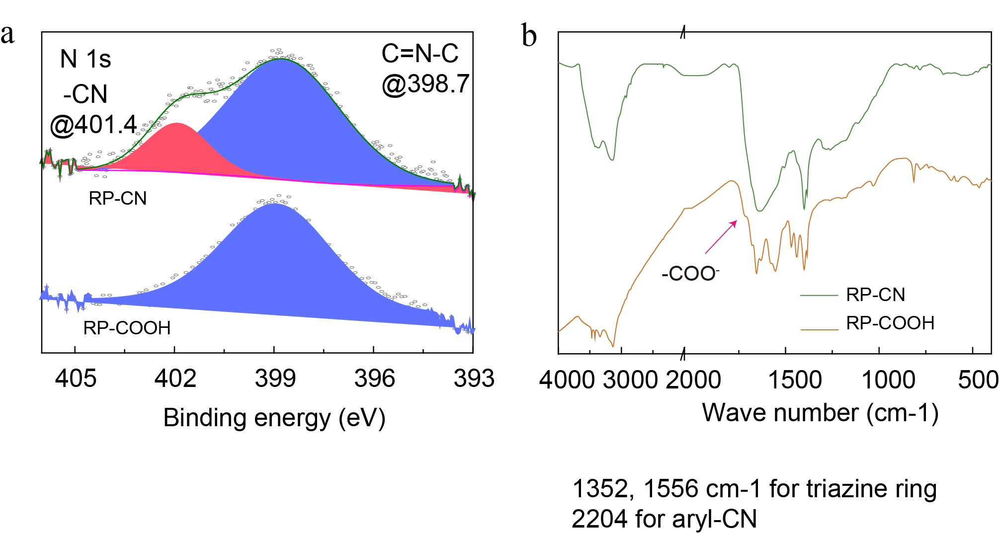 a
N 1s
-CN
@401.4
C=N-C
@398.7
RP-CN
RP-COOH
405 402 399 396 393
Binding energy (eV)
b
-COO-
RP-CN
RP-COOH
4000 3000 2000 1500 1000 500
Wave number (cm-1)
1352, 1556 cm-1 for triazine ring
2204 for aryl-CN